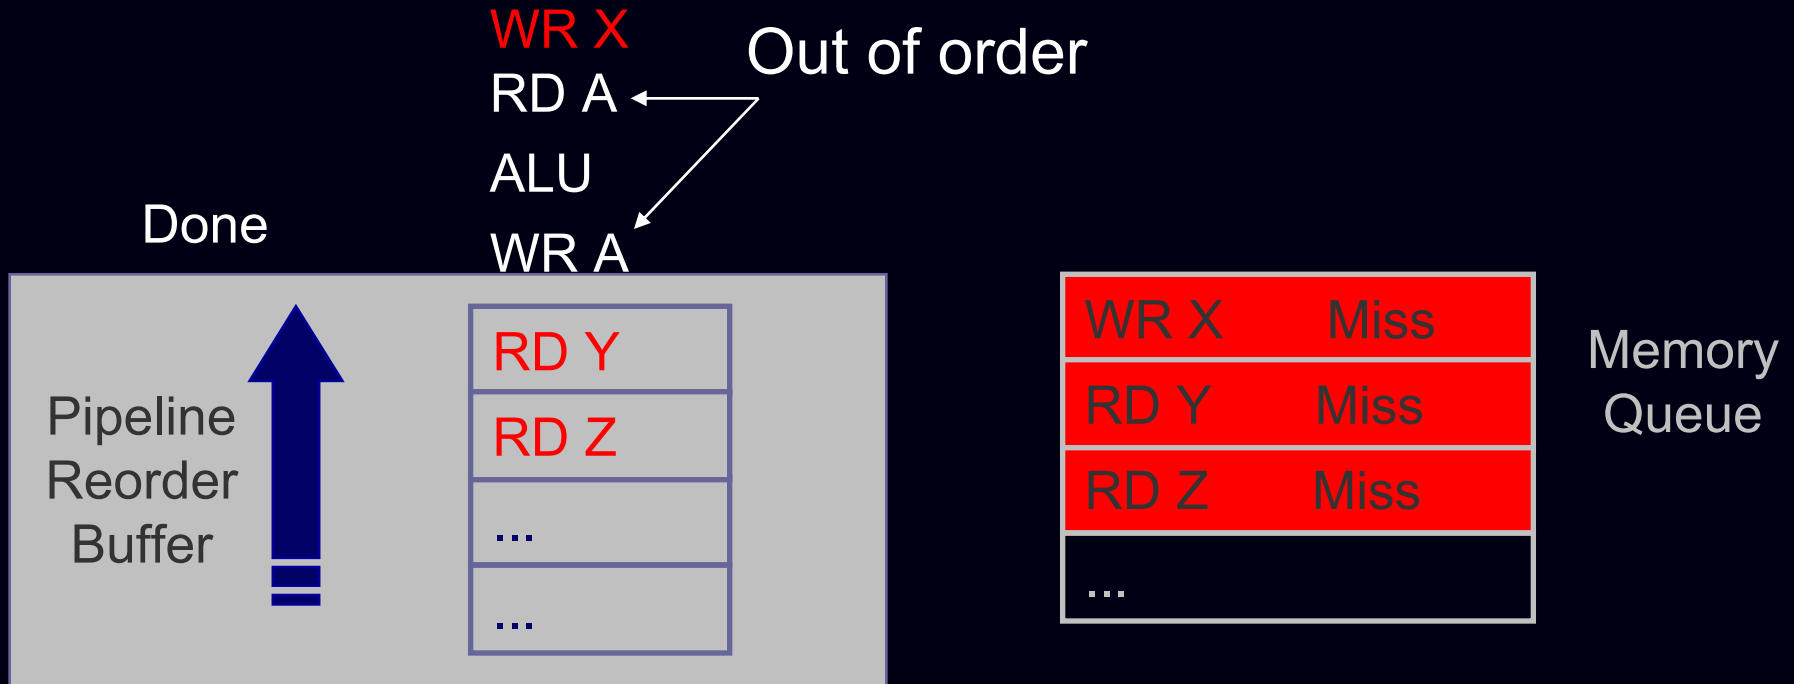 WR X
Out of order
RD A
ALU
Done
WR A
Pipeline
Reorder
Buffer
RD Y
RD Z
...
...
WR X Miss
RD Y Miss
RD Z Miss
...
Memory
Queue